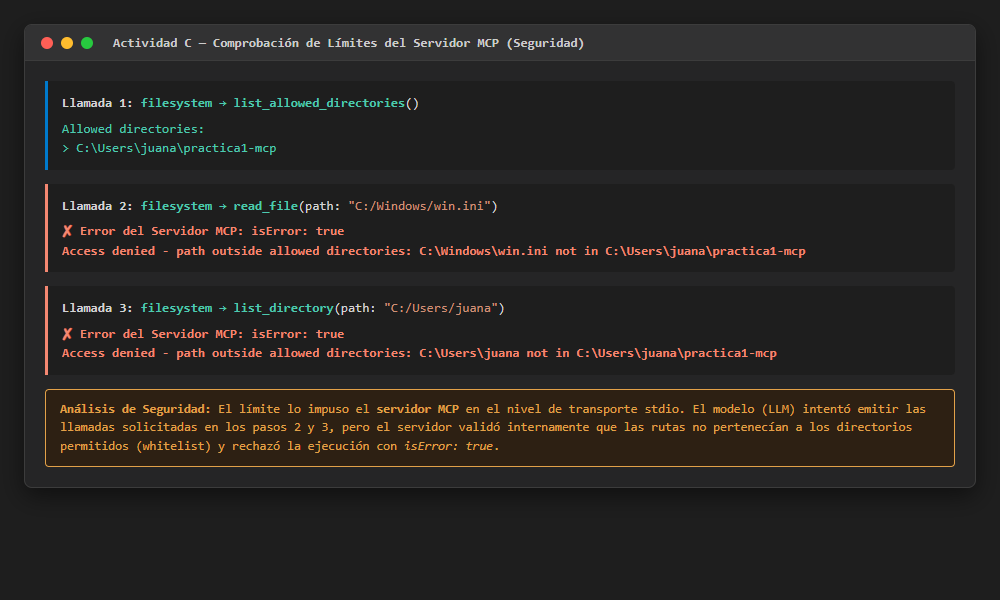 Actividad C — Comprobación de Límites del Servidor MCP (Seguridad)
Llamada 1: filesystem → list_allowed_directories()
Allowed directories:
> C:\Users\juana\practica1-mcp
Llamada 2: filesystem → read_file(path: "C:/Windows/win.ini")
✗ Error del Servidor MCP: isError: true
Access denied - path outside allowed directories: C:\Windows\win.ini not in C:\Users\juana\practica1-mcp
Llamada 3: filesystem → list_directory(path: "C:/Users/juana")
✗ Error del Servidor MCP: isError: true
Access denied - path outside allowed directories: C:\Users\juana not in C:\Users\juana\practica1-mcp
Análisis de Seguridad: El límite lo impuso el servidor MCP en el nivel de transporte stdio. El modelo (LLM) intentó emitir las
llamadas solicitadas en los pasos 2 y 3, pero el servidor validó internamente que las rutas no pertenecían a los directorios
permitidos (whitelist) y rechazó la ejecución con isError: true.